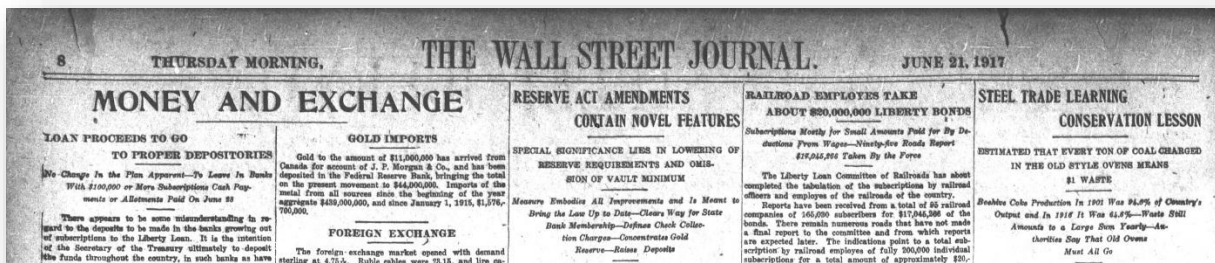 8 THURSDAY MORNING, THE WALL STREET JOURNAL. JUNE 21, 1917
MONEY AND EXCHANGE
LOAN PROCEEDS TO GO
TO PROPER DEPOSITORIES
No Change In the Plan Apparent—To Leave In Banks
With $100,000 or More Subscriptions Cash Pay-
ments or Allotments Paid On June 28
There appears to be some misunderstanding in re-
gard to the deposits to be made in the banks growing out
of subscriptions to the Liberty Loan. It is the intention
of the Secretary of the Treasury ultimately to deposit
the funds throughout the country, in such banks as have
GOLD IMPORTS
Gold to the amount of $11,000,000 has arrived from
Canada for account of J. P. Morgan & Co., and has been
deposited in the Federal Reserve Bank, bringing the total
on the present movement to $44,000,000. Imports of the
metal from all sources since the beginning of the year
aggregate $439,000,000, and since January 1, 1915, $1,576,-
700,000.
FOREIGN EXCHANGE
The foreign exchange market opened with demand
sterling at Ruble cables were 23.15, and lire ca-
RESERVE ACT AMENDMENTS
CONTAIN NOVEL FEATURES
SPECIAL SIGNIFICANCE LIES IN LOWERING OF
RESERVE REQUIREMENTS AND OMIS-
SION OF VAULT MINIMUM
Measure Embodies All Improvements and Is Meant to
Bring the Law Up to Date—Clears Way for State
Bank Membership—Defines Check Collec-
tion Charges—Concentrates Gold
Reserve—Raises Deposits
RAILROAD EMPLOYES TAKE
ABOUT $20,000,000 LIBERTY BONDS
Subscriptions Mostly for Small Amounts Paid for By De-
ductions From Wages—Ninety-five Roads Report
Taken By the Force
The Liberty Loan Committee of Railroads has about
completed the tabulation of the subscriptions by railroad
officers and employes of the railroads of the country.
Reports have been received from a total of 95 railroad
companies of subscribers for of the
bonds. There remain numerous roads that have not made
a final report to the committee and from which reports
are expected later. The indications point to a total sub-
scription by railroad employes of fully 200,000 individual
subscriptions for a total amount of approximately $20,-
STEEL TRADE LEARNING
CONSERVATION LESSON
ESTIMATED THAT EVERY TON OF COAL CHARGED
IN THE OLD STYLE OVENS MEANS
$1 WASTE
Beehive Coke Production In 1901 Was of Country's
Output and In 1916 It Was Waste Still
Amounts to a Large Sum Yearly—Au-
thorities Say That Old Ovens
Must All Go